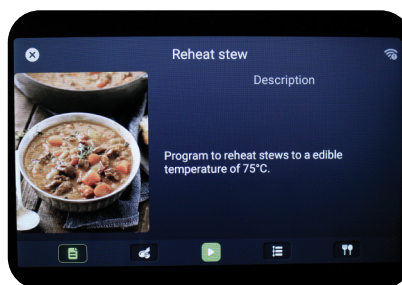 Reheat stew
Description
Program to reheat stews to a edible
temperature of 75°C.